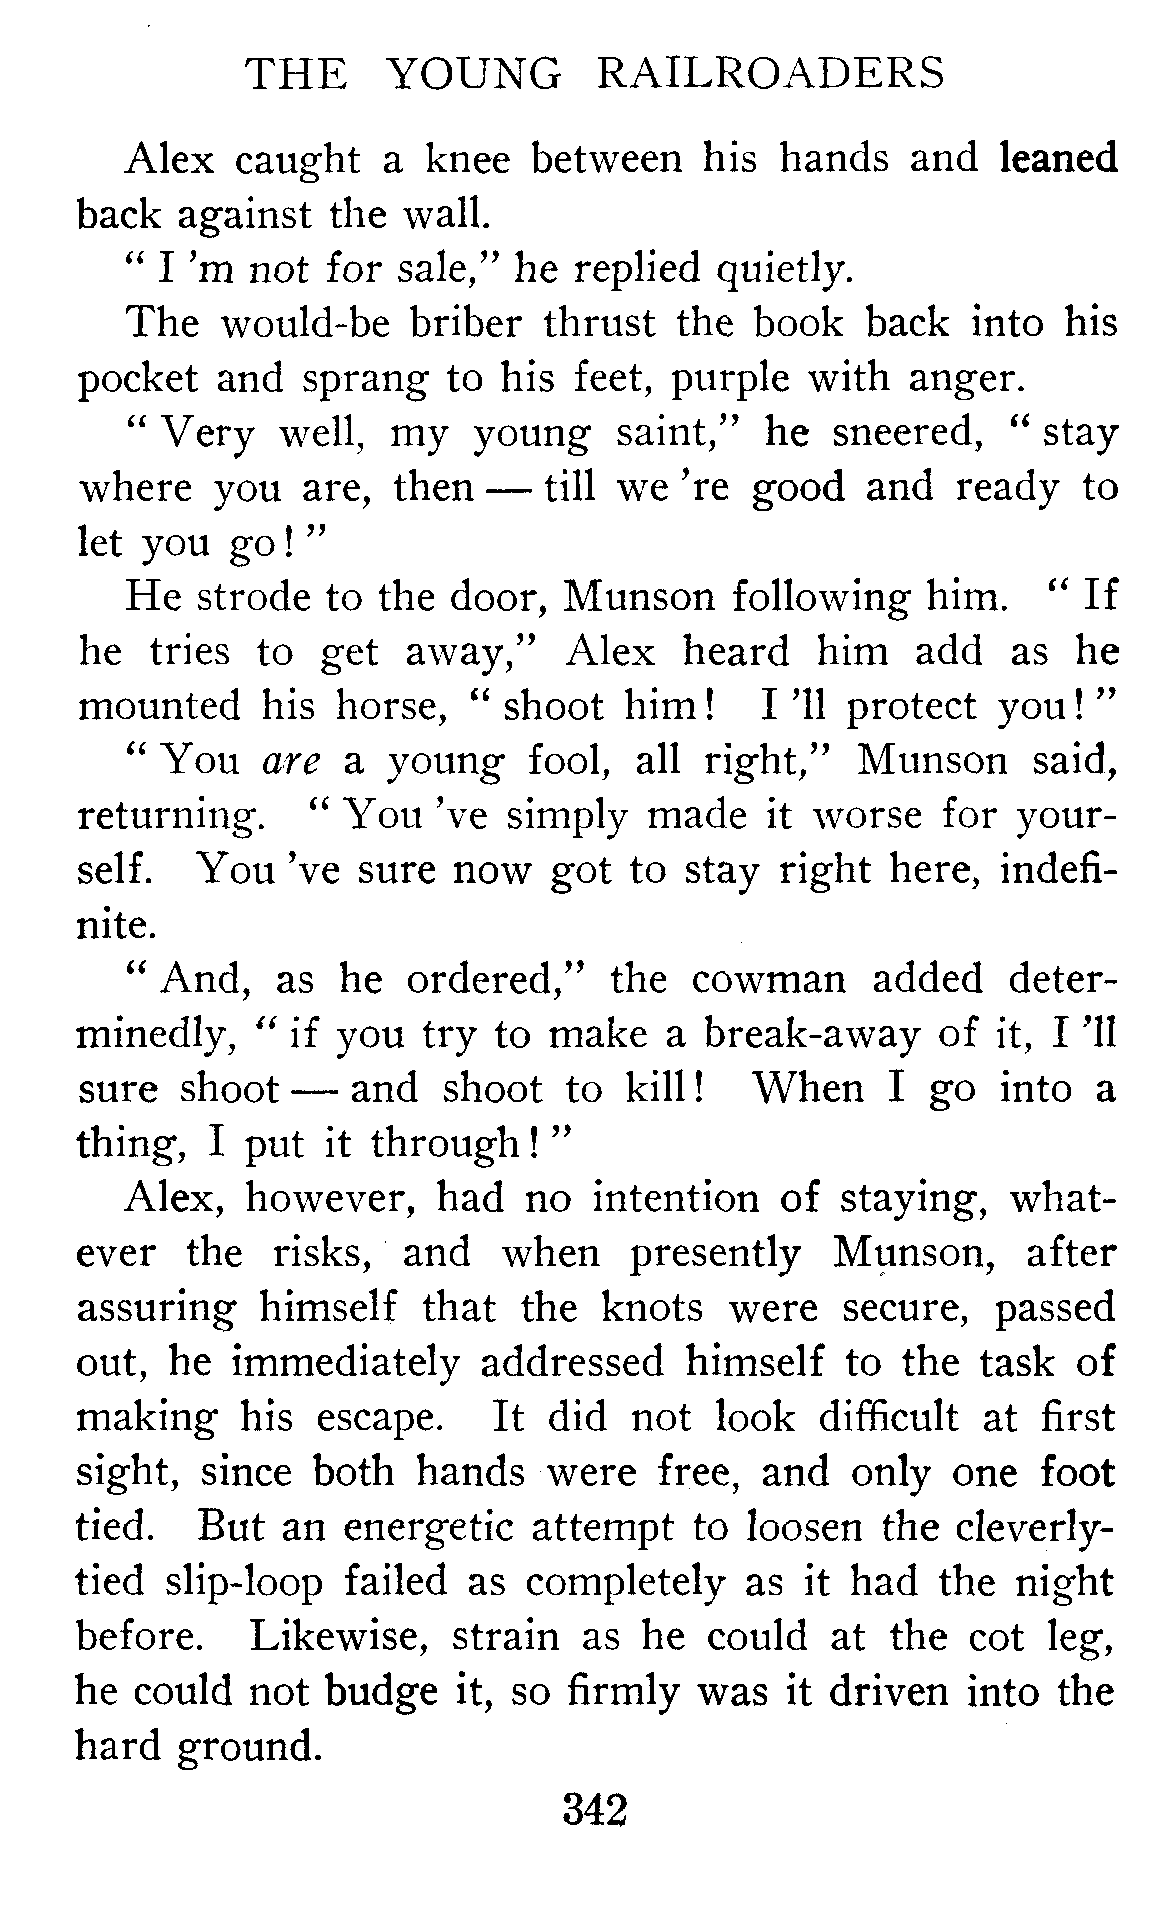 THE YOUNG RAILROADERS
Alex caught a knee between his hands and leaned
back against the wall.
“ I ’m not for sale,” he replied quietly.
The would-be briber thrust the book back into his
pocket and sprang to his feet, purple with anger.
“ Very well, my young saint,” he sneered, “ stay
where you are, then — till we ’re good and ready to
let you go! ”
He strode to the door, Munson following him. “ If
he tries to get away,” Alex heard him add as he
mounted his horse, “ shoot him! I ’ll protect you! ”
“ You are a young fool, all right,” Munson said,
returning. “ You ’ve simply made it worse for your-
self. You ’ve sure now got to stay right here, indefi-
nite.
“ And, as he ordered,” the cowman added deter-
minedly, “ if you try to make a break-away of it, I ’ll
sure shoot — and shoot to kill! When I go into a
thing, I put it through! ”
Alex, however, had no intention of staying, what-
ever the risks, and when presently Munson, after
assuring himself that the knots were secure, passed
out, he immediately addressed himself to the task of
making his escape. It did not look difficult at first
sight, since both hands were free, and only one foot
tied. But an energetic attempt to loosen the cleverly-
tied slip-loop failed as completely as it had the night
before. Likewise, strain as he could at the cot leg,
he could not budge it, so firmly was it driven into the
hard ground.
342